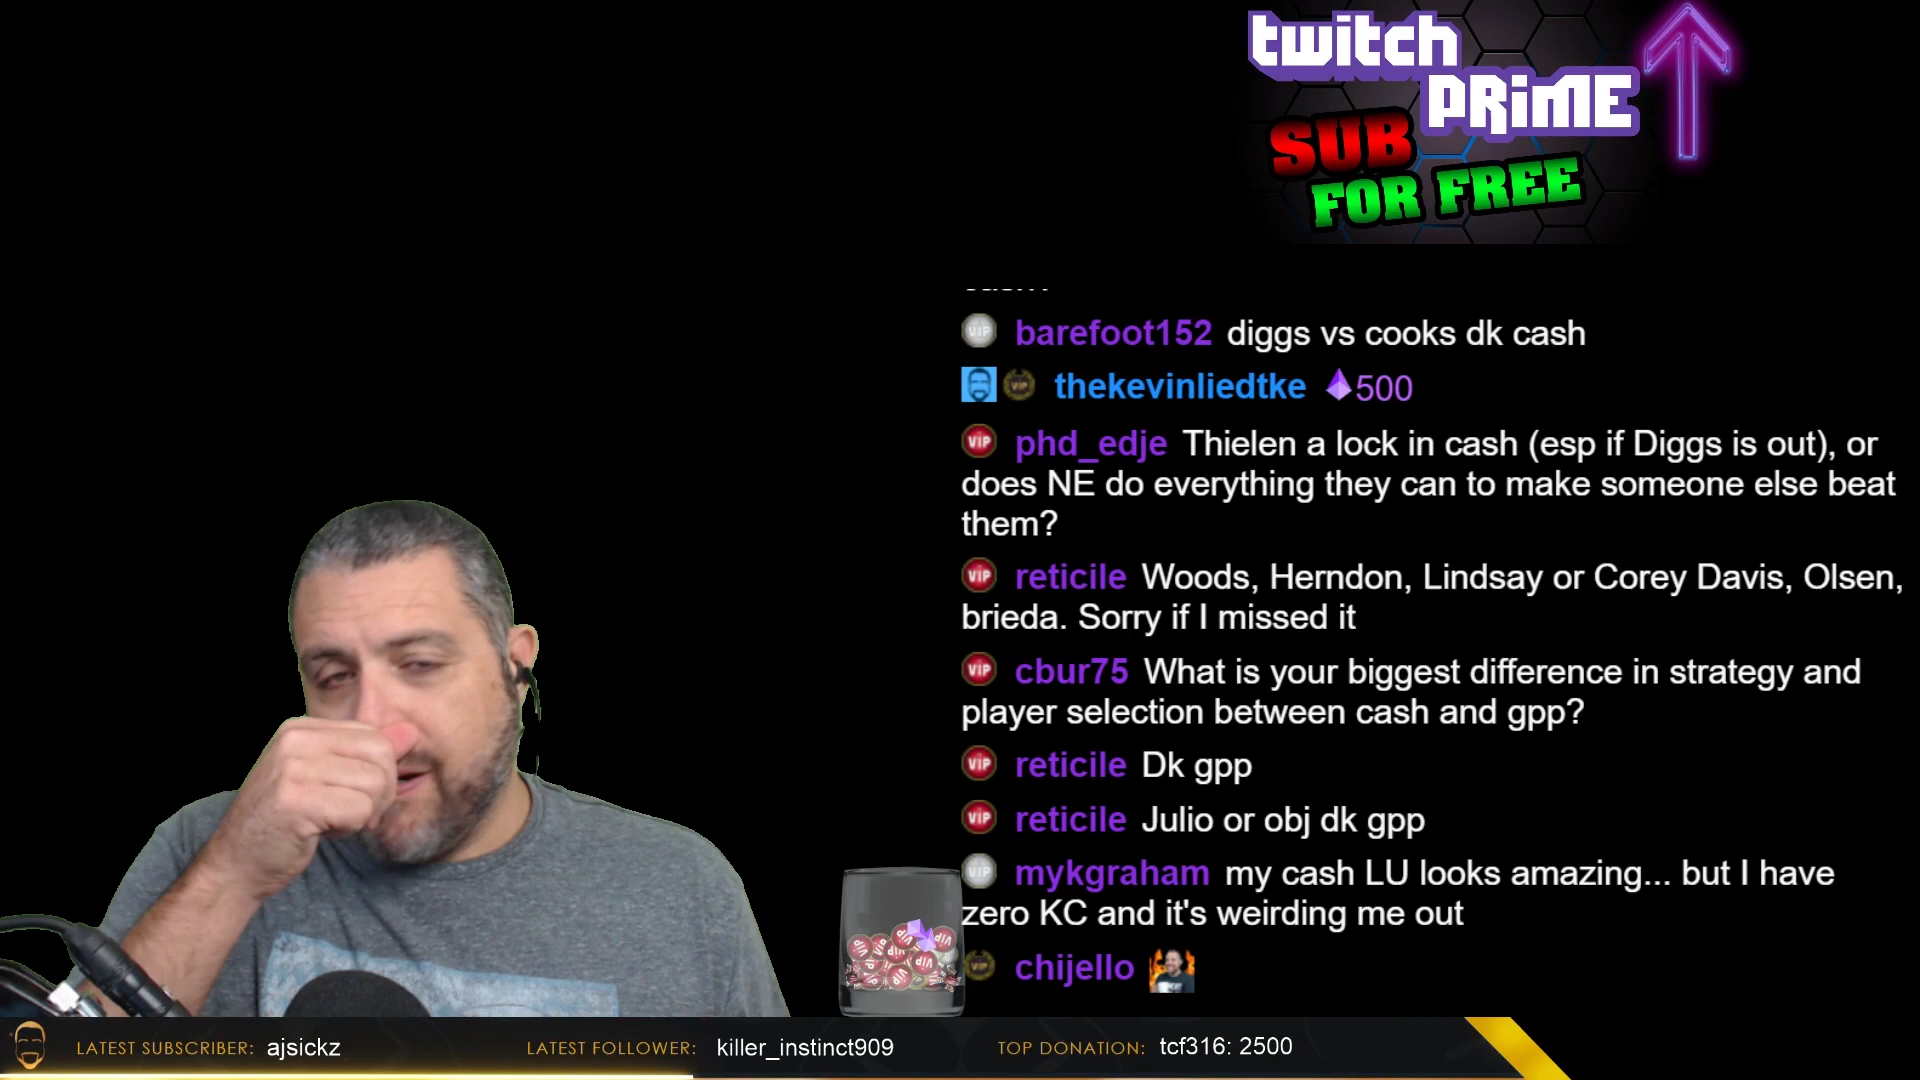 twitch
PRiME
SUB
FOR FREE
barefoot152 diggs vs cooks dk cash
thekevinliedtke 500
phd_edje Thielen a lock in cash (esp if Diggs is out), or
does NE do everything they can to make someone else beat
them?
reticile Woods, Herndon, Lindsay or Corey Davis, Olsen,
brieda. Sorry if I missed it
cbur75 What is your biggest difference in strategy and
player selection between cash and gpp?
reticile Dk gpp
reticile Julio or obj dk gpp
mykgraham my cash LU looks amazing... but I have
zero KC and it's weirding me out
chijello
LATEST SUBSCRIBER: ajsickz
LATEST FOLLOWER: killer_instinct909
TOP DONATION: tcf316: 2500